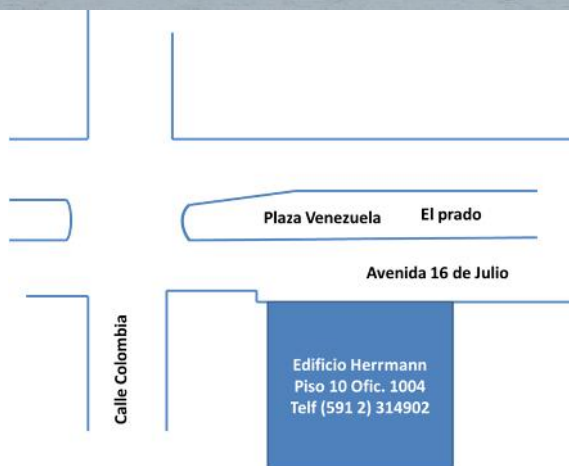 Plaza Venezuela
El prado
Avenida 16 de Julio
Calle Colombia
Edificio Herrmann
Piso 10 Ofic. 1004
Telf (591 2) 314902